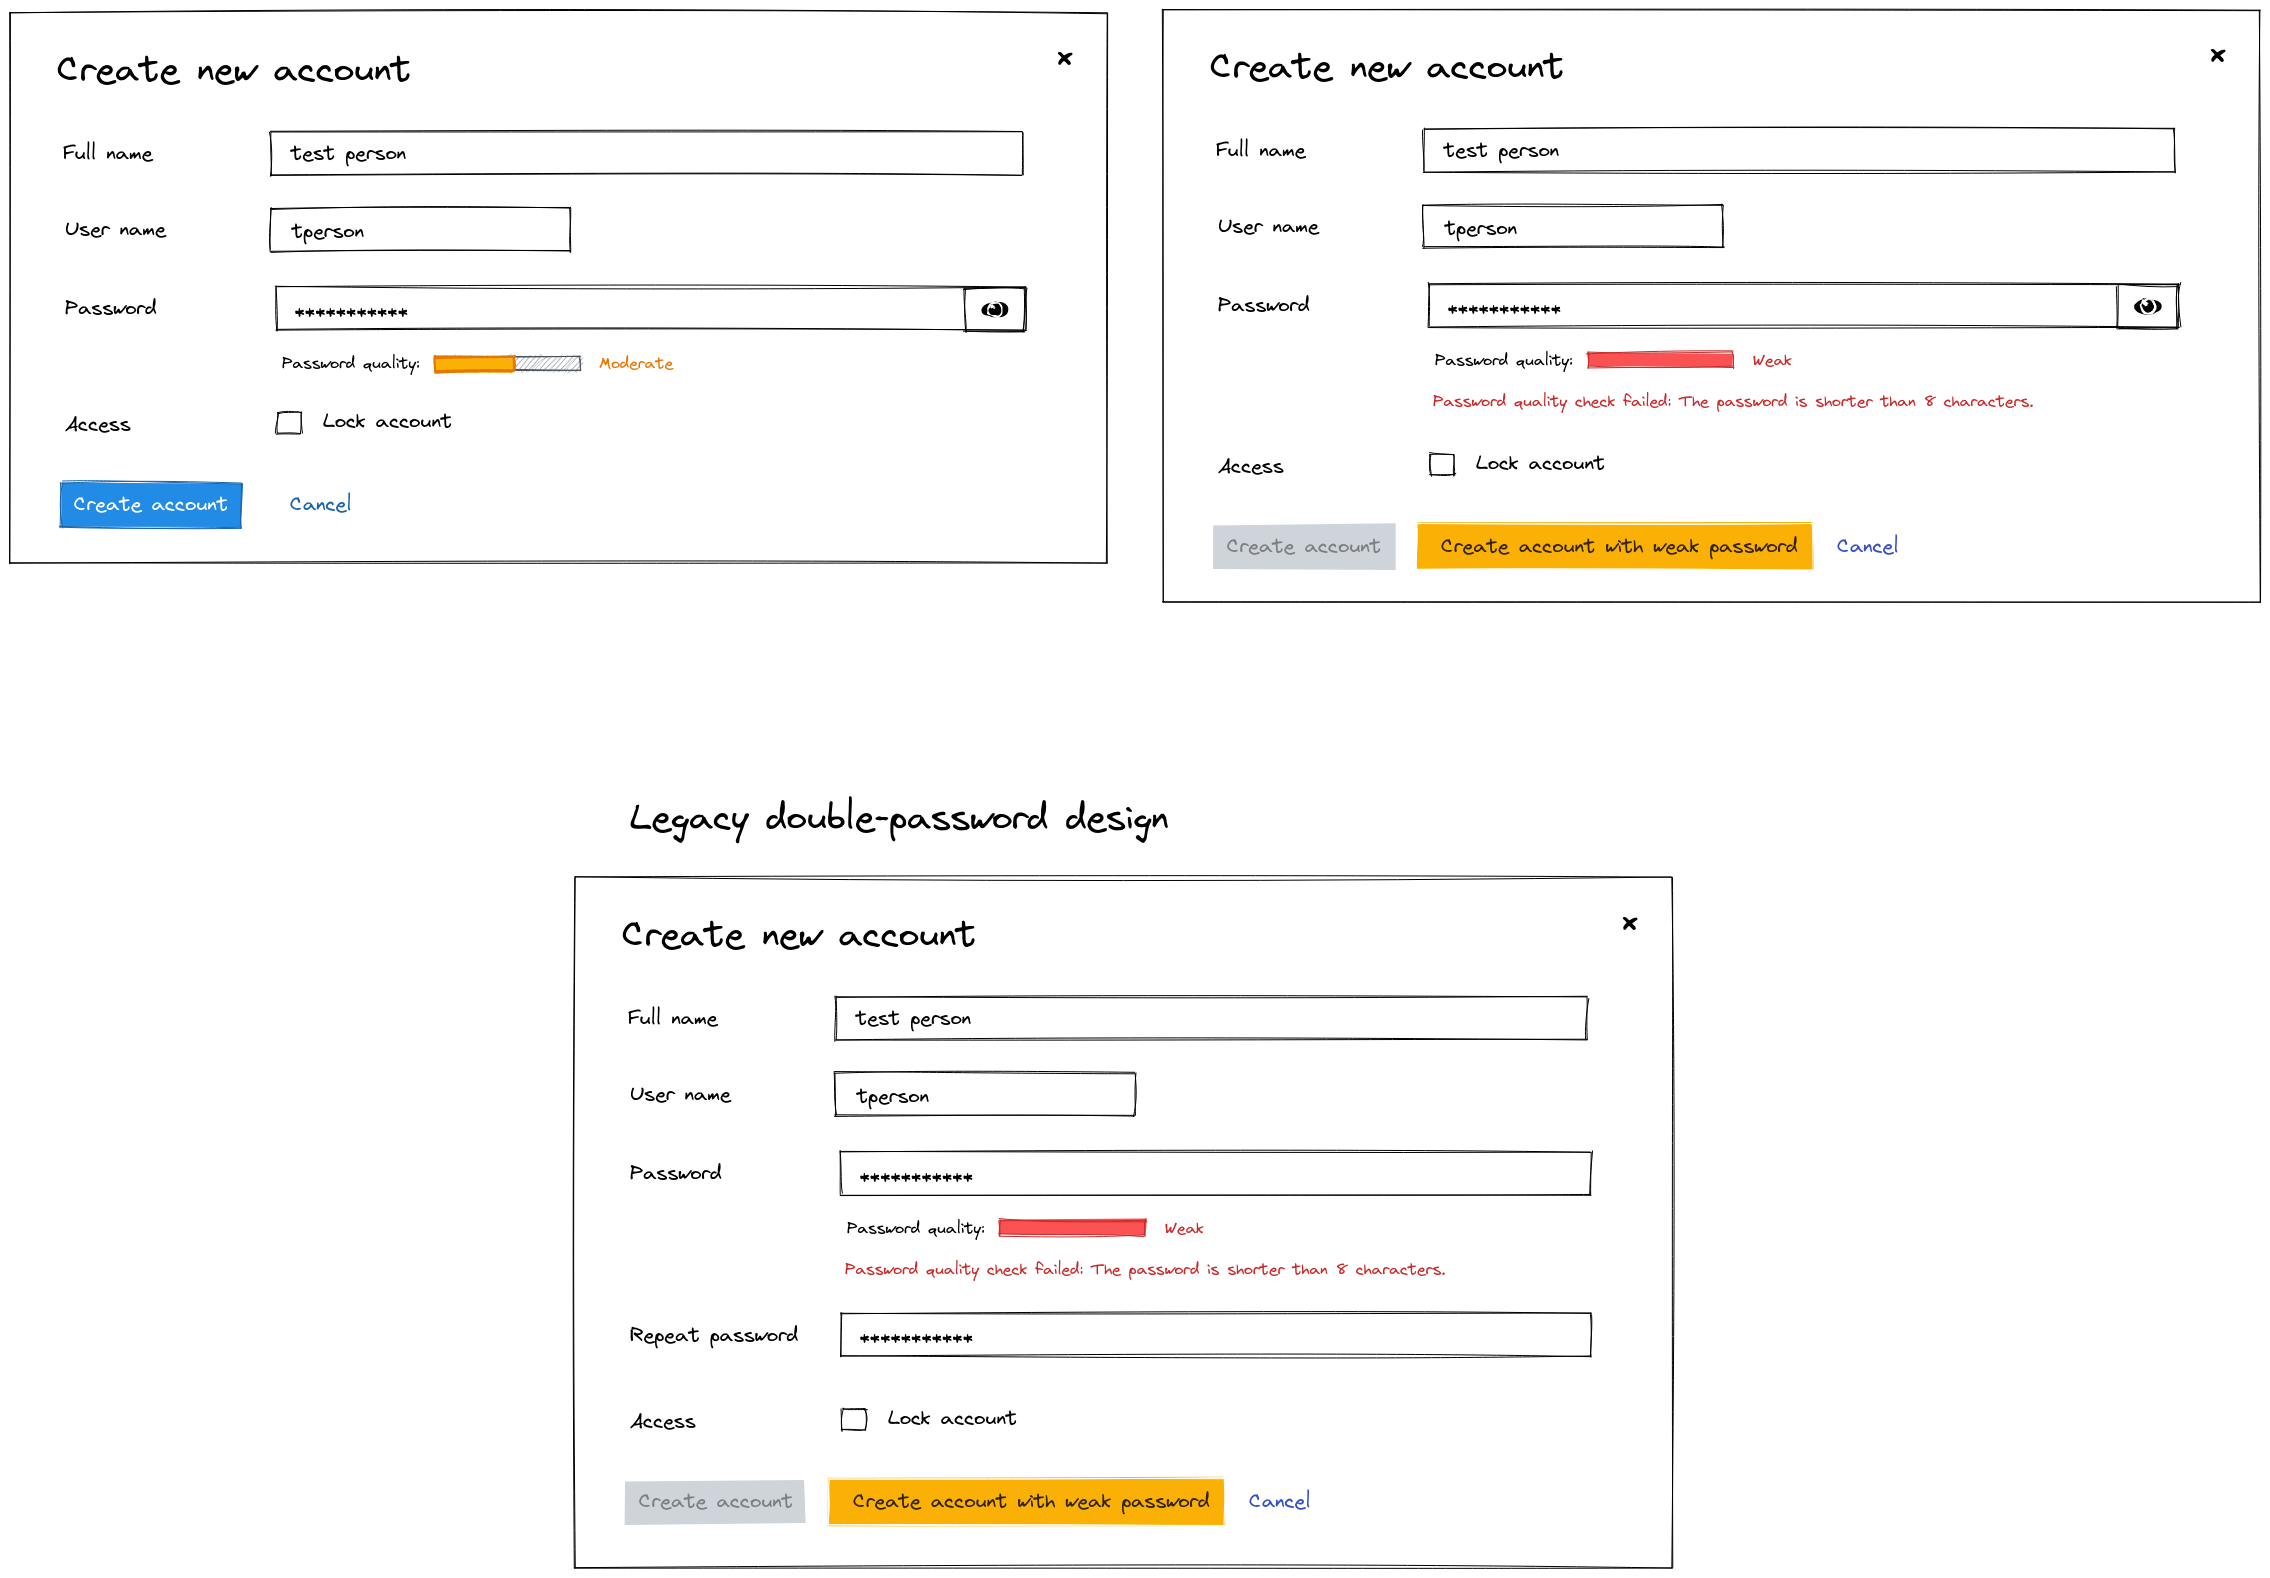 Create new account
×
Full name
test person
User name
tperson
Password
***********
Password quality:
Moderate
Access
Lock account
Create account
Cancel
Create new account
×
Full name
test person
User name
tperson
Password
***********
Password quality:
Weak
Password quality check failed: The password is shorter than 8 characters.
Access
Lock account
Create account
Create account with weak password
Cancel
Legacy double-password design
Create new account
×
Full name
test person
User name
tperson
Password
***********
Password quality:
Weak
Password quality check failed: The password is shorter than 8 characters.
Repeat password
***********
Access
Lock account
Create account
Create account with weak password
Cancel